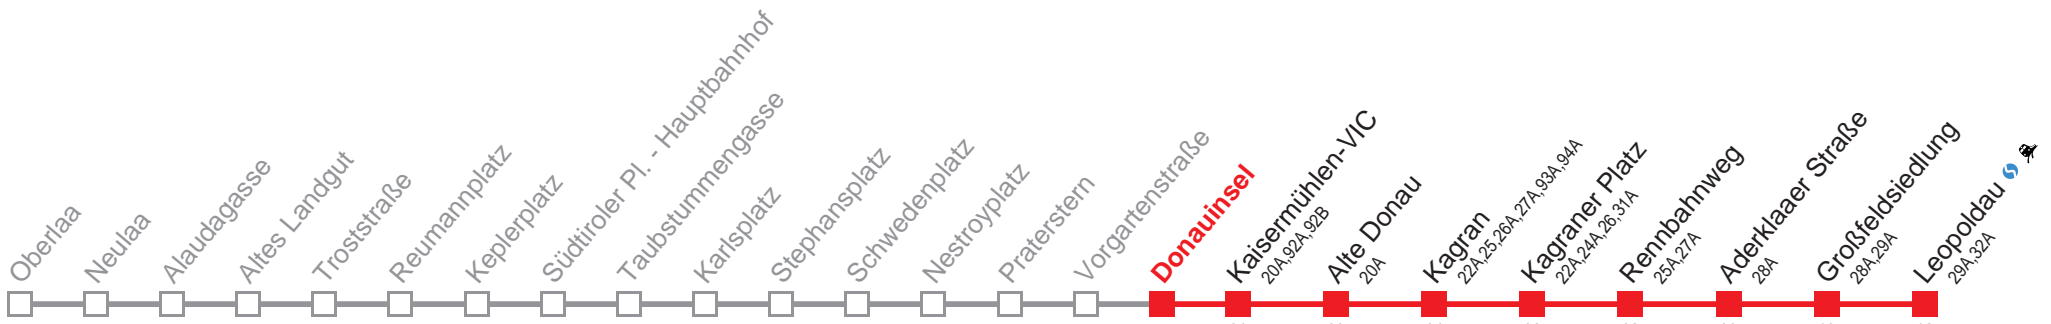 Oberlaa
Neulaa
Alaudagasse
Altes Landgut
Troststraße
Reumannplatz
Keplerplatz
Südtiroler Pl. - Hauptbahnhof
Taubstummengasse
Karlsplatz
Stephansplatz
Schwedenplatz
Nestroyplatz
Praterstern
Vorgartenstraße
Donauinsel
Kaisermühlen-VIC
20A,92A,92B
Alte Donau
20A
Kagran
22A,25,26A,27A,93A,94A
Kagraner Platz
22A,24A,26,31A
Rennbahnweg
25A,27A
Aderklaaer Straße
28A
Großfeldsiedlung
28A,29A
Leopoldau
29A,32A